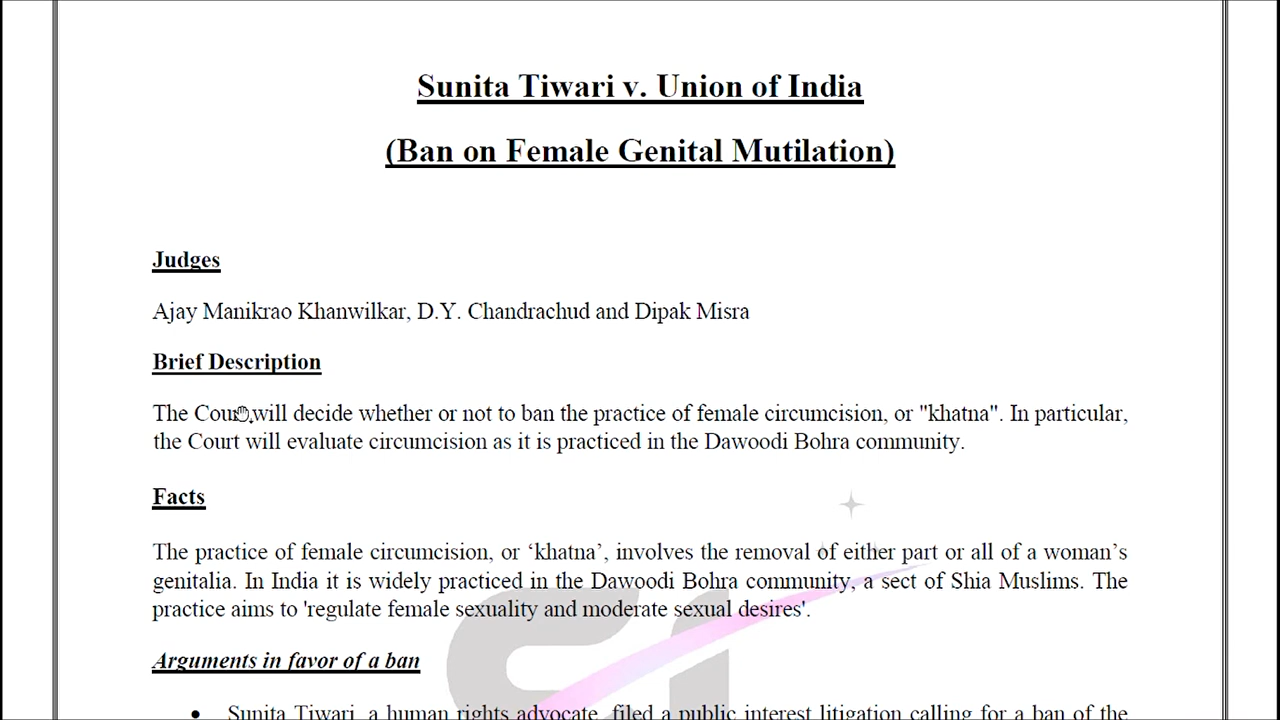 Sunita Tiwari v. Union of India
(Ban on Female Genital Mutilation)
Judges
Ajay Manikrao Khanwilkar, D.Y. Chandrachud and Dipak Misra
Brief Description
The Court will decide whether or not to ban the practice of female circumcision, or "khatna". In particular,
the Court will evaluate circumcision as it is practiced in the Dawoodi Bohra community.
Facts
The practice of female circumcision, or ‘khatna’, involves the removal of either part or all of a woman’s
genitalia. In India it is widely practiced in the Dawoodi Bohra community, a sect of Shia Muslims. The
practice aims to 'regulate female sexuality and moderate sexual desires'.
Arguments in favor of a ban
• Sunita Tiwari, a human rights advocate, filed a public interest litigation calling for a ban of the